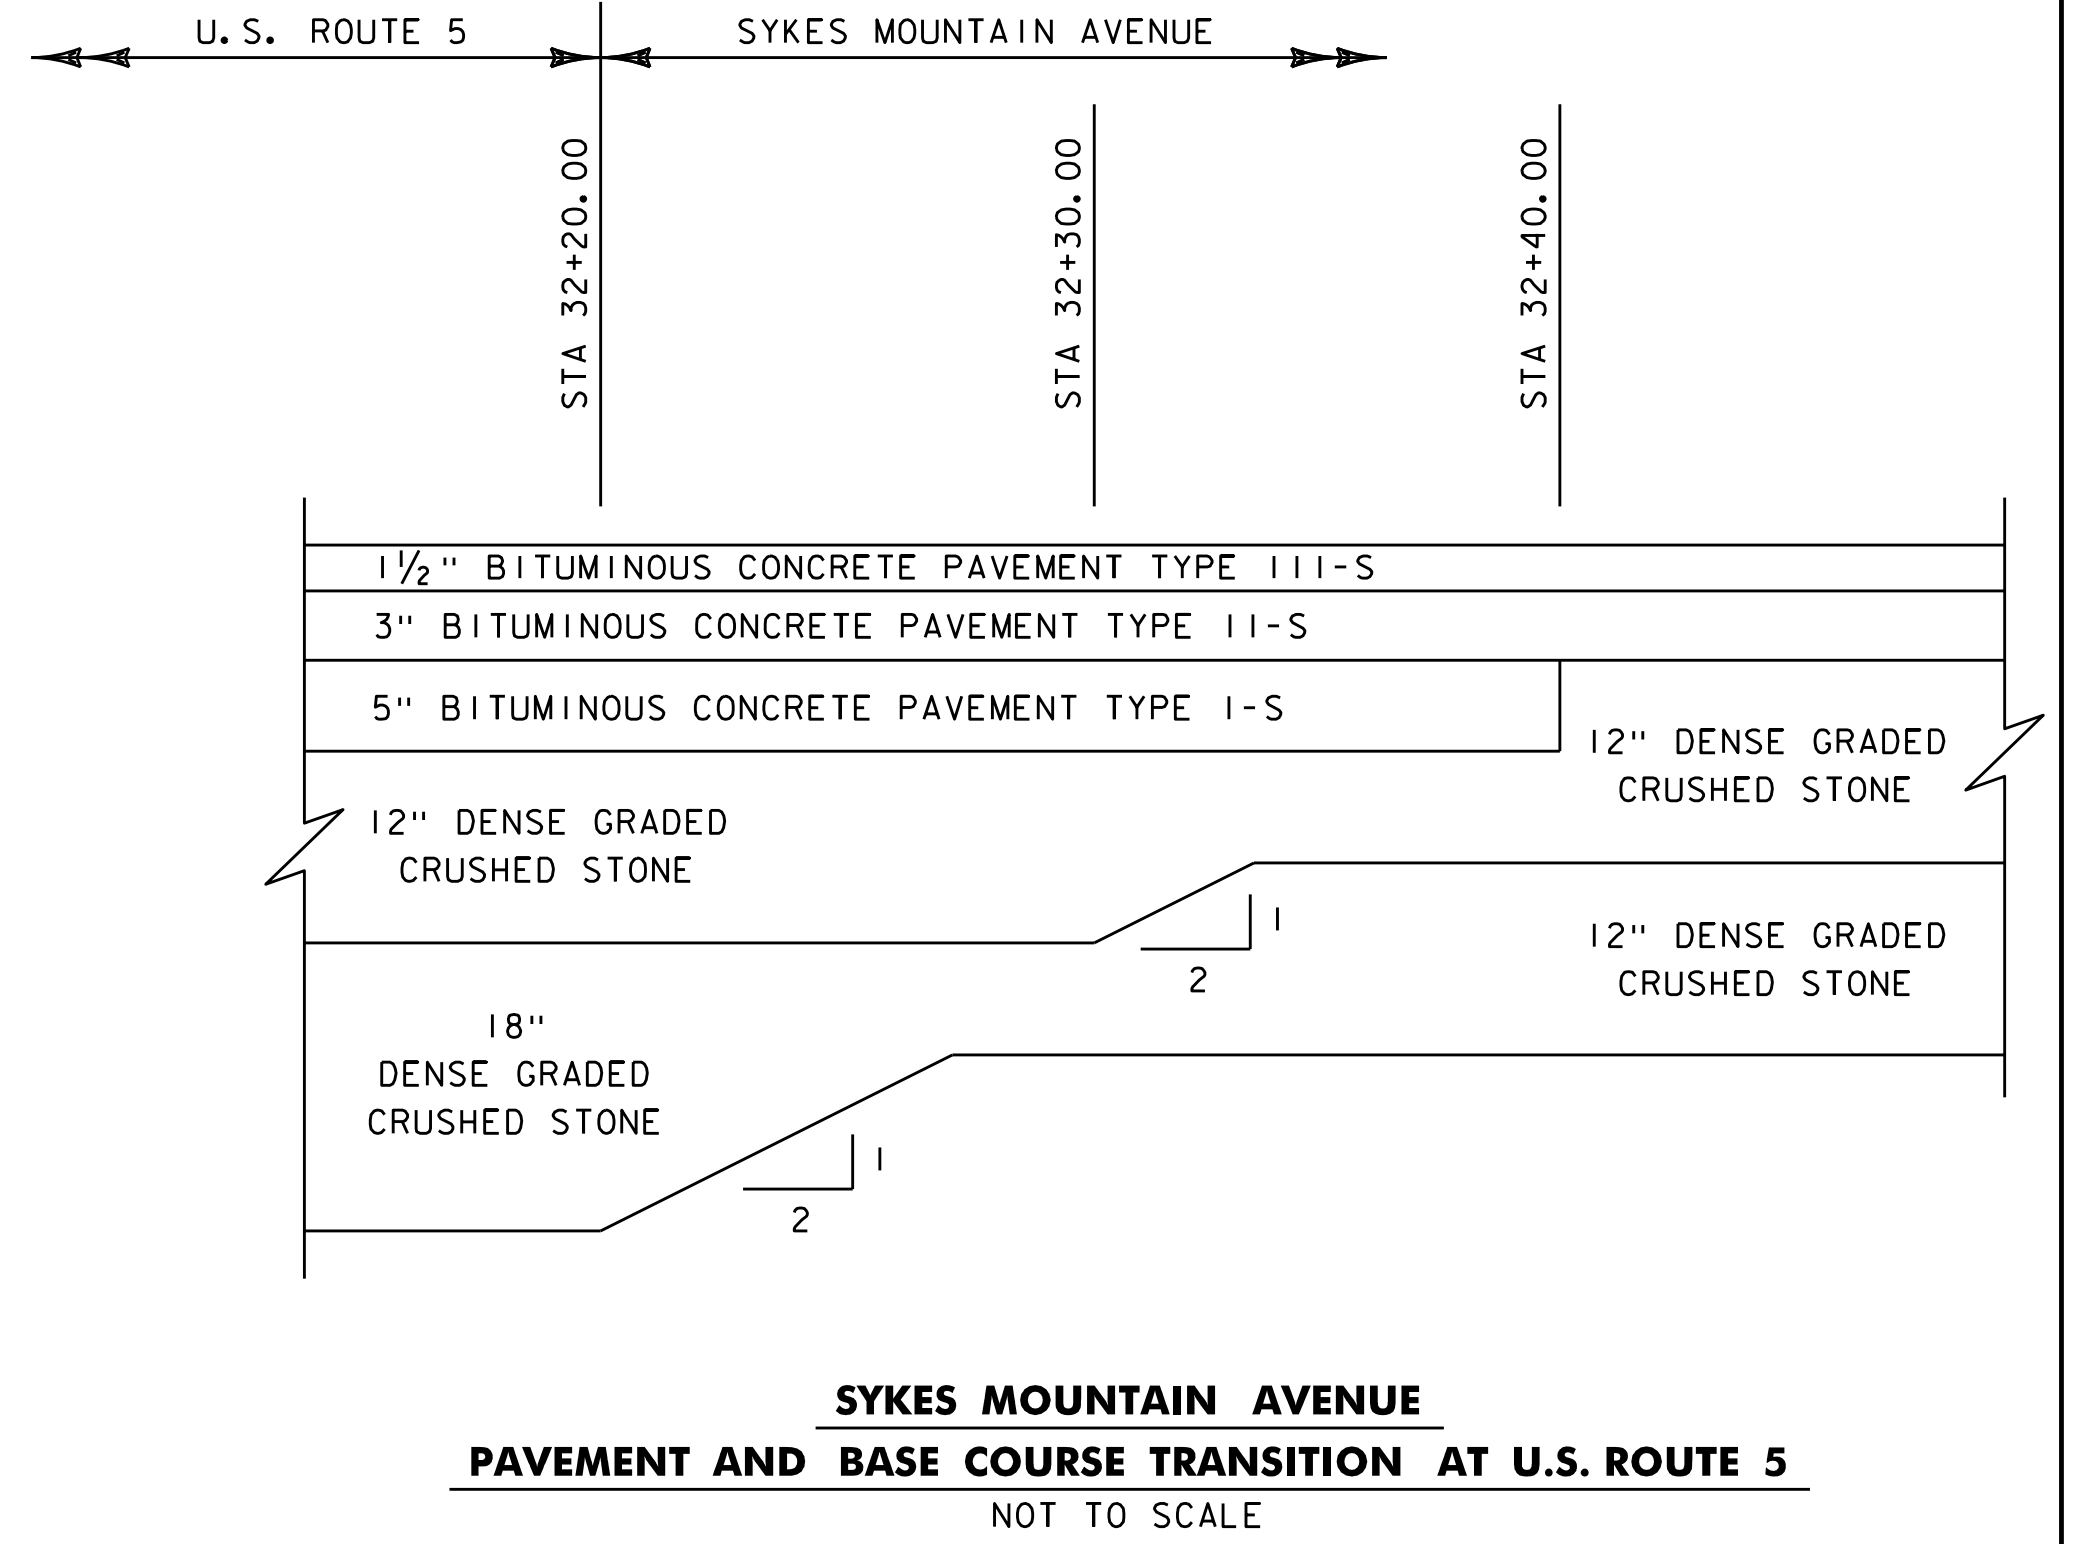 U.S. ROUTE 5
SYKES MOUNTAIN AVENUE
STA 32+20.00
STA 32+30.00
STA 32+40.00
1½" BITUMINOUS CONCRETE PAVEMENT TYPE III-S
3" BITUMINOUS CONCRETE PAVEMENT TYPE II-S
5" BITUMINOUS CONCRETE PAVEMENT TYPE I-S
12" DENSE GRADED
CRUSHED STONE
12" DENSE GRADED
CRUSHED STONE
1
2
12" DENSE GRADED
CRUSHED STONE
18"
DENSE GRADED
CRUSHED STONE
1
2
SYKES MOUNTAIN AVENUE
PAVEMENT AND BASE COURSE TRANSITION AT U.S. ROUTE 5
NOT TO SCALE